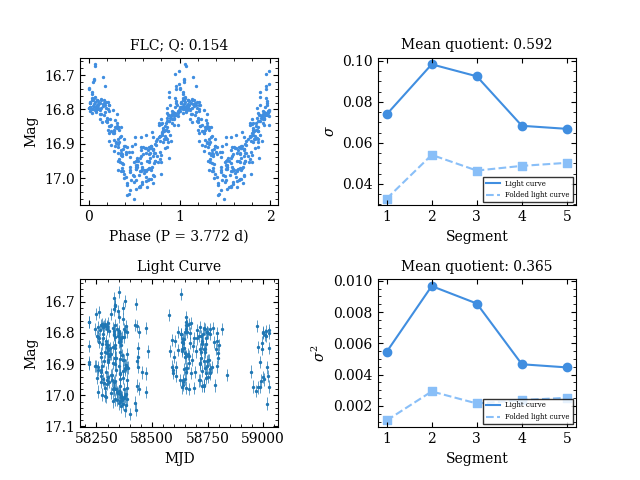 FLC; Q: 0.154
Mag
16.7
16.8
16.9
17.0
0
1
2
Phase (P = 3.772 d)
Mean quotient: 0.592
σ
0.10
0.08
0.06
0.04
Light curve
Folded light curve
1
2
3
4
5
Segment
Light Curve
Mag
16.7
16.8
16.9
17.0
17.1
58250
58500
58750
59000
MJD
Mean quotient: 0.365
σ²
0.010
0.008
0.006
0.004
0.002
Light curve
Folded light curve
1
2
3
4
5
Segment